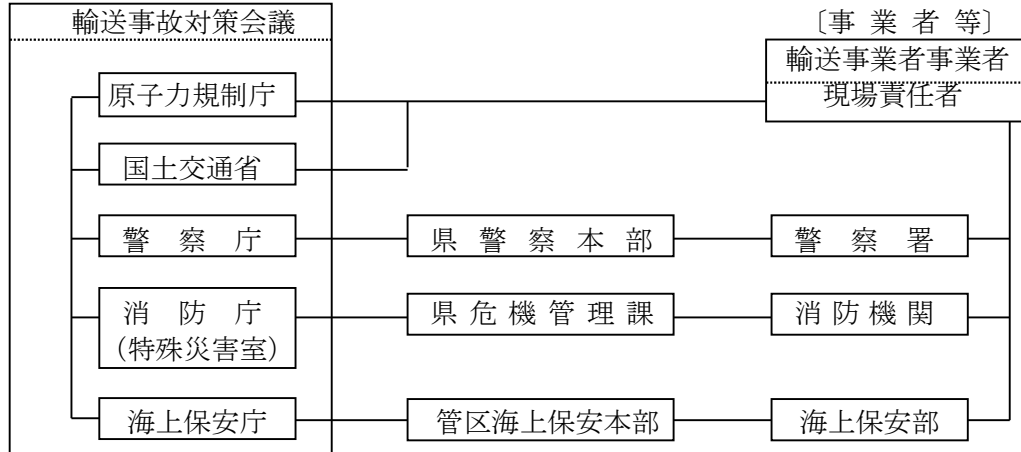 輸送事故対策会議
〔事 業 者 等〕
輸送事業者事業者
現場責任者
原子力規制庁
国土交通省
警 察 庁
県 警 察 本 部
警 察 署
消 防 庁
（特殊災害室）
県 危 機 管 理 課
消 防 機 関
海上保安庁
管区海上保安本部
海上保安部